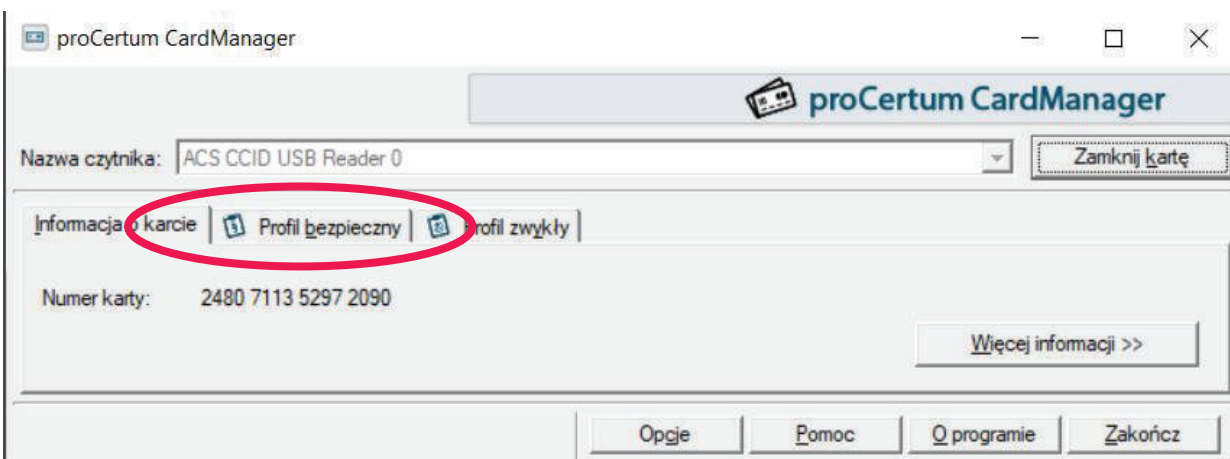 proCertum CardManager
proCertum CardManager
Nazwa czytnika: ACS CCID USB Reader 0 Zamknij kartę
Informacja o karcie Profil bezpieczny Profil zwykły
Numer karty: 2480 7113 5297 2090
Więcej informacji >>
Opcje Pomoc O programie Zakończ